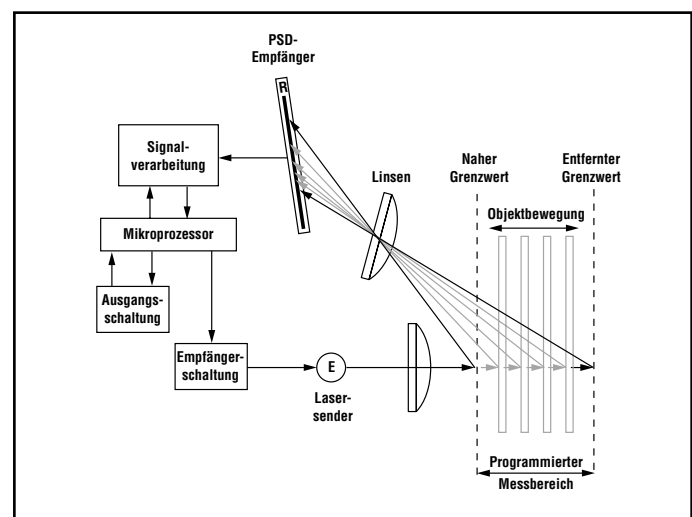 PSD-
Empfänger
R
Signal-
verarbeitung
Linsen
Naher
Grenzwert
Entfernter
Grenzwert
Objektbewegung
Mikroprozessor
Ausgangs-
schaltung
Empfänger-
schaltung
E
Laser-
sender
Programmierter
Messbereich